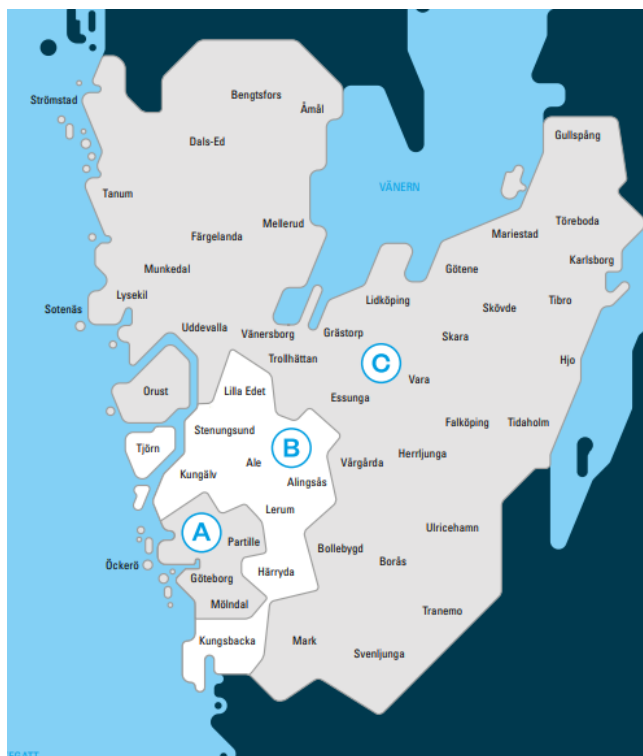 Bengtsfors
Strömstad
Åmål
Gullspång
Dals-Ed
VÄNERN
Tanum
Mellerud
Töreboda
Mariestad
Färgelanda
Karlsborg
Munkedal
Götene
Lysekil
Lidköping
Tibro
Skövde
Sotenäs
Uddevalla
Vänersborg
Grästorp
Skara
Trollhättan
Hjo
C
Vara
Orust
Lilla Edet
Essunga
Stenungsund
Falköping
Tidaholm
Tjörn
B
Herrljunga
Ale
Vårgårda
Kungälv
Alingsås
Lerum
Ulricehamn
A
Partille
Bollebygd
Öckerö
Borås
Härryda
Göteborg
Mölndal
Tranemo
Kungsbacka
Mark
Svenljunga